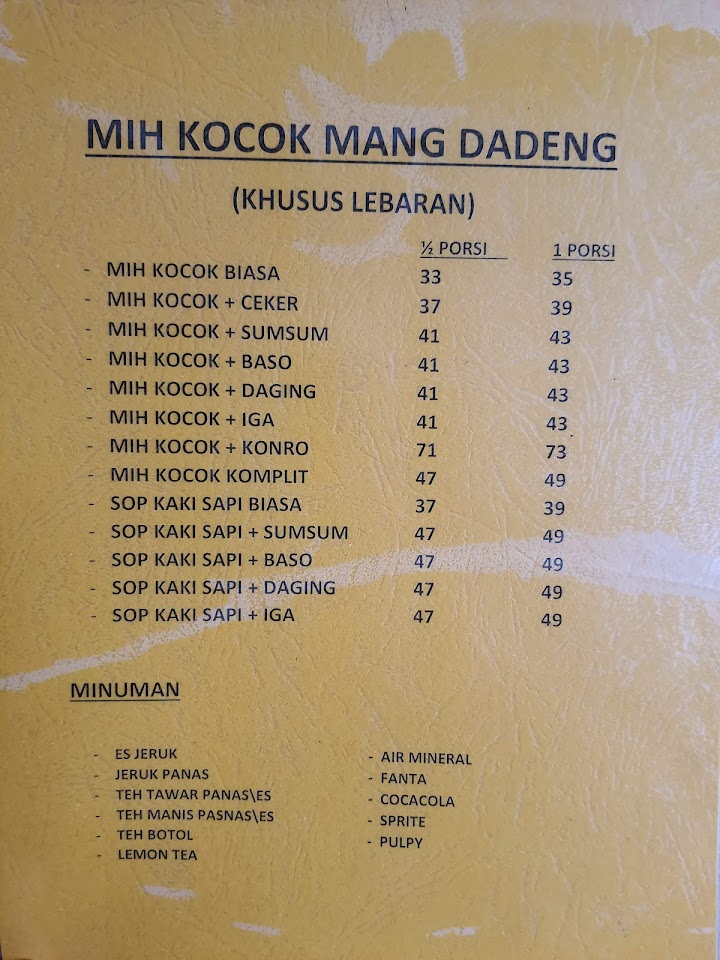 MIH KOCOK MANG DADENG
(KHUSUS LEBARAN)
½ PORSI 1 PORSI
- MIH KOCOK BIASA 33 35
- MIH KOCOK + CEKER 37 39
- MIH KOCOK + SUMSUM 41 43
- MIH KOCOK + BASO 41 43
- MIH KOCOK + DAGING 41 43
- MIH KOCOK + IGA 41 43
- MIH KOCOK + KONRO 71 73
- MIH KOCOK KOMPLIT 47 49
- SOP KAKI SAPI BIASA 37 39
- SOP KAKI SAPI + SUMSUM 47 49
- SOP KAKI SAPI + BASO 47 49
- SOP KAKI SAPI + DAGING 47 49
- SOP KAKI SAPI + IGA 47 49
MINUMAN
- ES JERUK
- JERUK PANAS
- TEH TAWAR PANAS\ES
- TEH MANIS PASNAS\ES
- TEH BOTOL
- LEMON TEA
- AIR MINERAL
- FANTA
- COCACOLA
- SPRITE
- PULPY